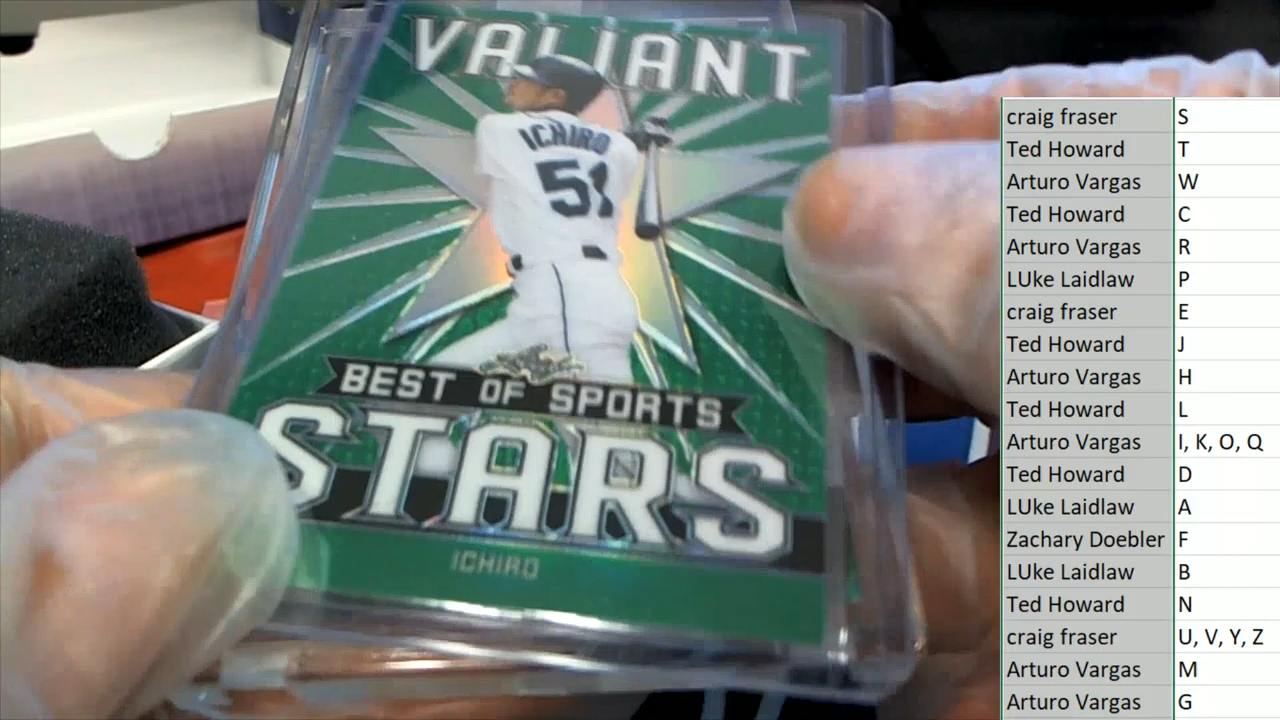 VALIANT
ICHIRO
51
BEST OF SPORTS
STARS
ICHIRO
craig fraser S
Ted Howard T
Arturo Vargas W
Ted Howard C
Arturo Vargas R
LUke Laidlaw P
craig fraser E
Ted Howard J
Arturo Vargas H
Ted Howard L
Arturo Vargas I, K, O, Q
Ted Howard D
LUke Laidlaw A
Zachary Doebler F
LUke Laidlaw B
Ted Howard N
craig fraser U, V, Y, Z
Arturo Vargas M
Arturo Vargas G